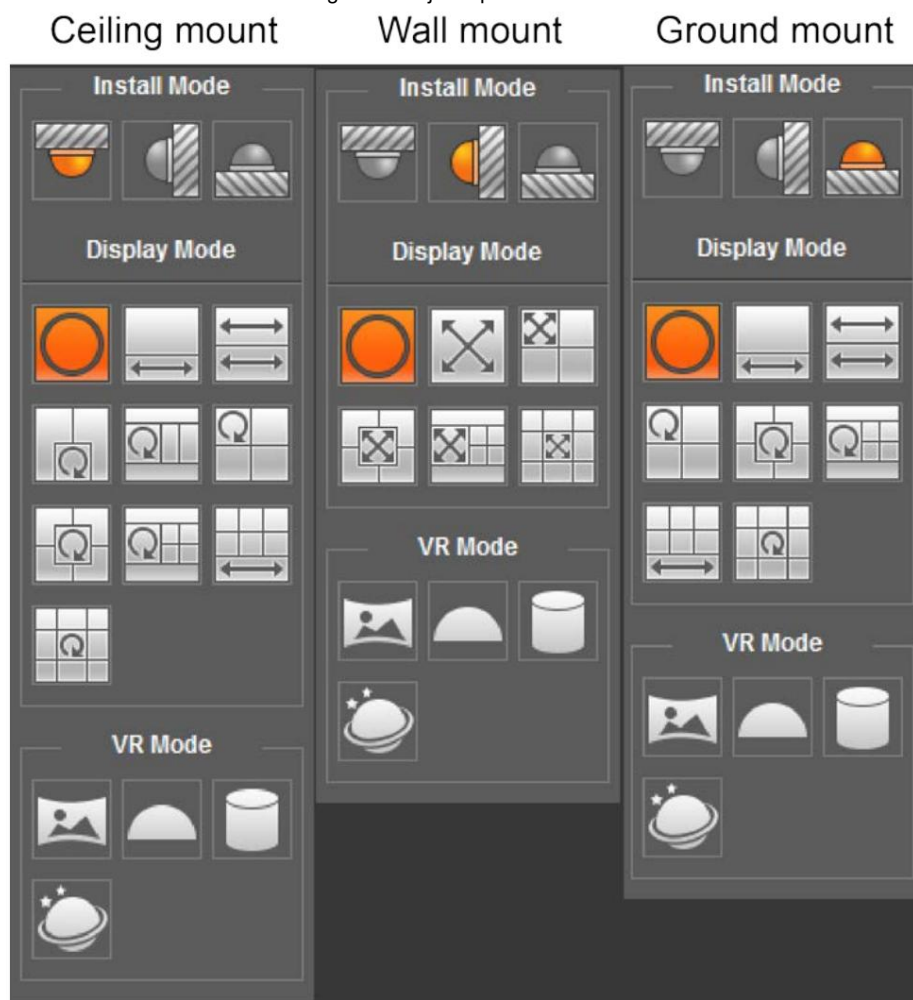 Ceiling mount
Wall mount
Ground mount
Install Mode
Install Mode
Install Mode
Display Mode
Display Mode
Display Mode
VR Mode
VR Mode
VR Mode